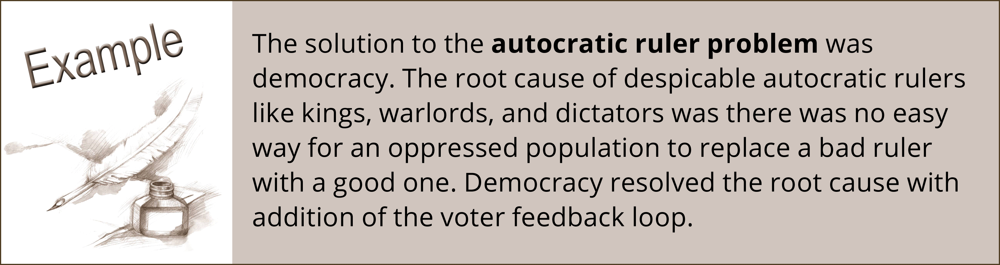 Example
The solution to the autocratic ruler problem was
democracy. The root cause of despicable autocratic rulers
like kings, warlords, and dictators was there was no easy
way for an oppressed population to replace a bad ruler
with a good one. Democracy resolved the root cause with
addition of the voter feedback loop.